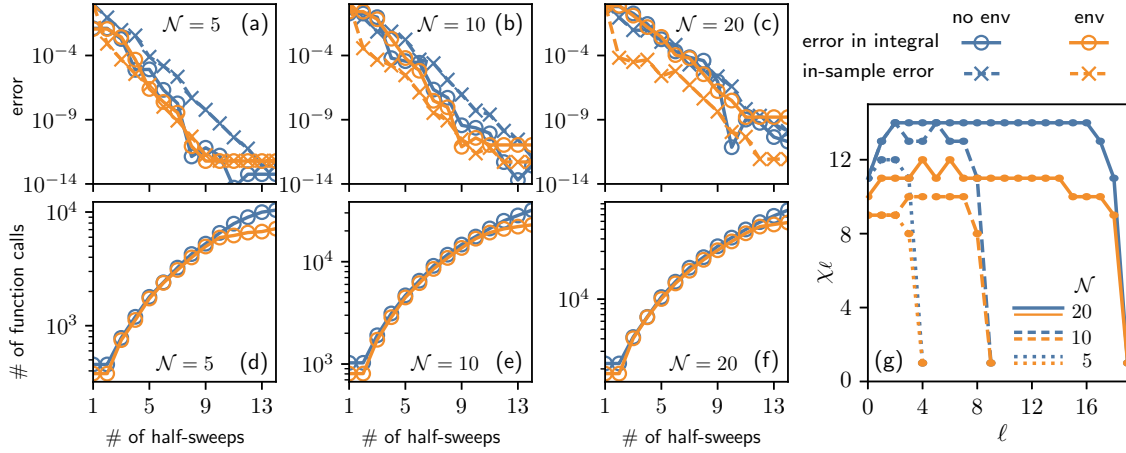 𝒩 = 5 (a)
𝒩 = 10 (b)
𝒩 = 20 (c)
error
10⁻⁴
10⁻⁹
10⁻¹⁴
10⁻⁴
10⁻⁹
10⁻¹⁴
10⁻⁴
10⁻⁹
10⁻¹⁴
no env env
error in integral
in-sample error
# of function calls
10⁴
10³
𝒩 = 5 (d)
10⁴
10³
𝒩 = 10 (e)
10⁴
𝒩 = 20 (f)
1 5 9 13
1 5 9 13
1 5 9 13
# of half-sweeps
# of half-sweeps
# of half-sweeps
χℓ
12
8
4
0
(g)
𝒩
20
10
5
0 4 8 12 16
ℓ